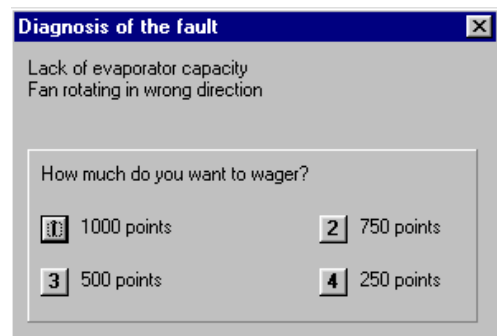 Diagnosis of the fault
Lack of evaporator capacity
Fan rotating in wrong direction
How much do you want to wager?
1 1000 points 2 750 points
3 500 points 4 250 points